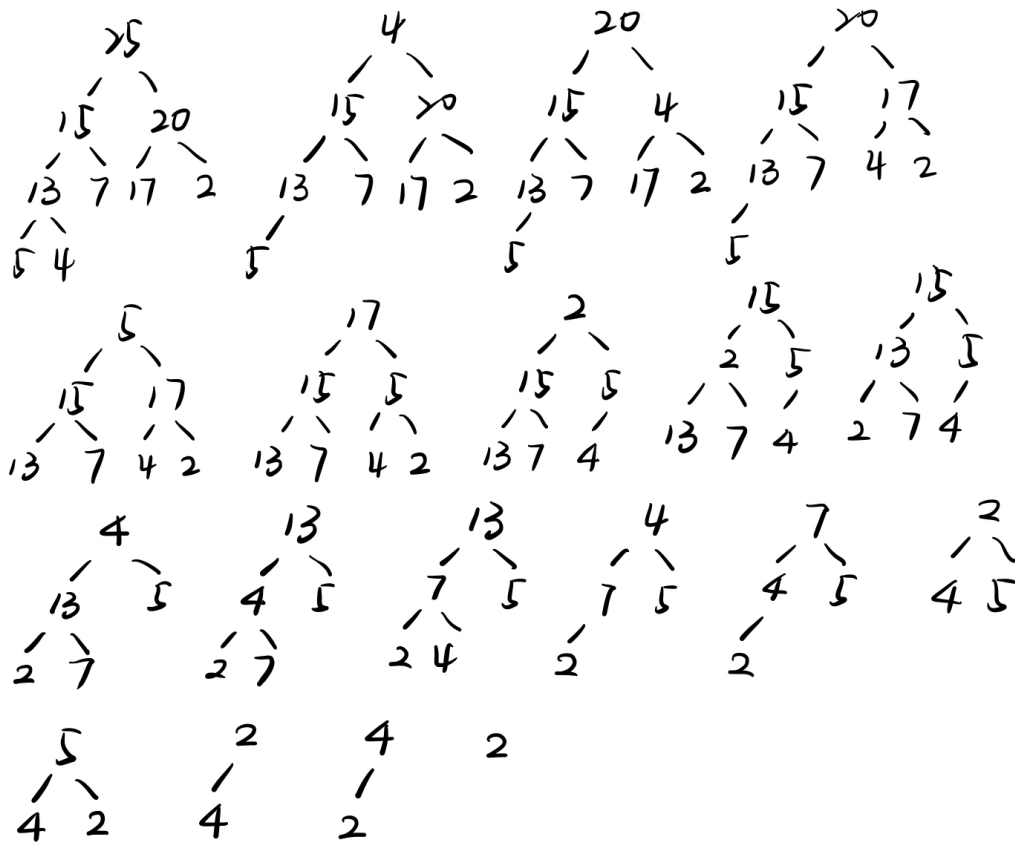 25 4 20 20
15 20 15 20 15 4 15 17
13 7 17 2 13 7 17 2 13 7 17 2 13 7 4 2
5 4 5 5 5
5 17 2 15 15
15 17 15 5 15 5 2 5 13 5
13 7 4 2 13 7 4 2 13 7 4 13 7 4 2 7 4
4 13 13 4 7 2
13 5 4 5 7 5 7 5 4 5 4 5
2 7 2 7 2 4 2 2
5 2 4 2
4 2 4 2